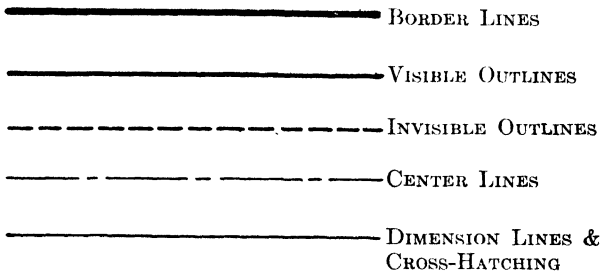 Border Lines
Visible Outlines
Invisible Outlines
Center Lines
Dimension Lines &
Cross-Hatching